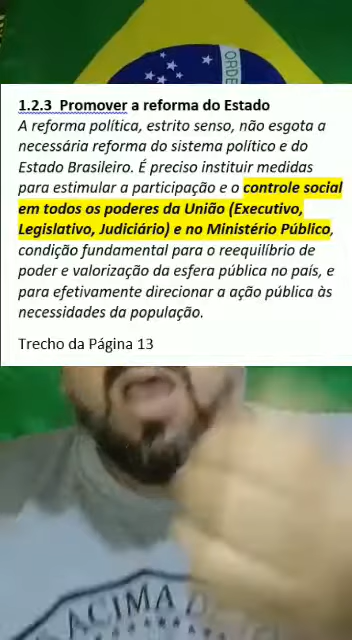 ORDE
1.2.3 Promover a reforma do Estado
A reforma política, estrito senso, não esgota a
necessária reforma do sistema político e do
Estado Brasileiro. É preciso instituir medidas
para estimular a participação e o controle social
em todos os poderes da União (Executivo,
Legislativo, Judiciário) e no Ministério Público,
condição fundamental para o reequilíbrio de
poder e valorização da esfera pública no país, e
para efetivamente direcionar a ação pública às
necessidades da população.
Trecho da Página 13
ACIMA